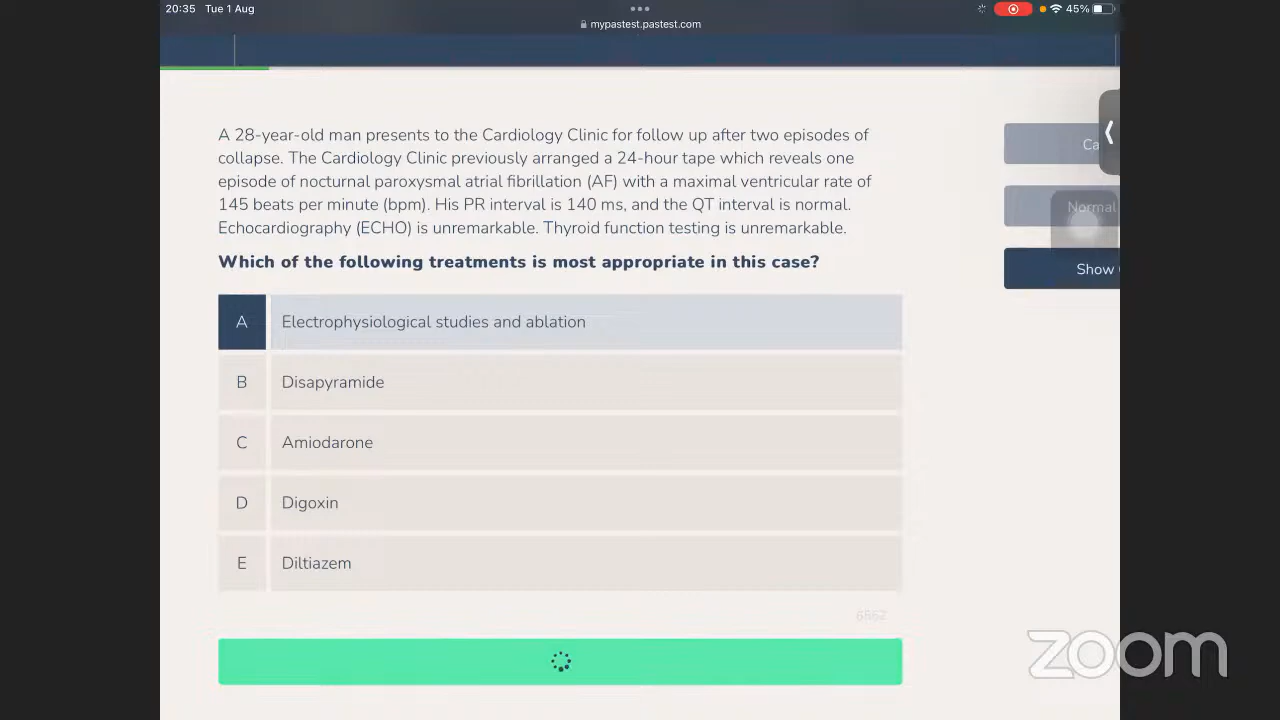 20:35 Tue 1 Aug
45%
mypastest.pastest.com
A 28-year-old man presents to the Cardiology Clinic for follow up after two episodes of
collapse. The Cardiology Clinic previously arranged a 24-hour tape which reveals one
episode of nocturnal paroxysmal atrial fibrillation (AF) with a maximal ventricular rate of
145 beats per minute (bpm). His PR interval is 140 ms, and the QT interval is normal.
Echocardiography (ECHO) is unremarkable. Thyroid function testing is unremarkable.
Which of the following treatments is most appropriate in this case?
A Electrophysiological studies and ablation
B Disapyramide
C Amiodarone
D Digoxin
E Diltiazem
Normal
Show
zoom